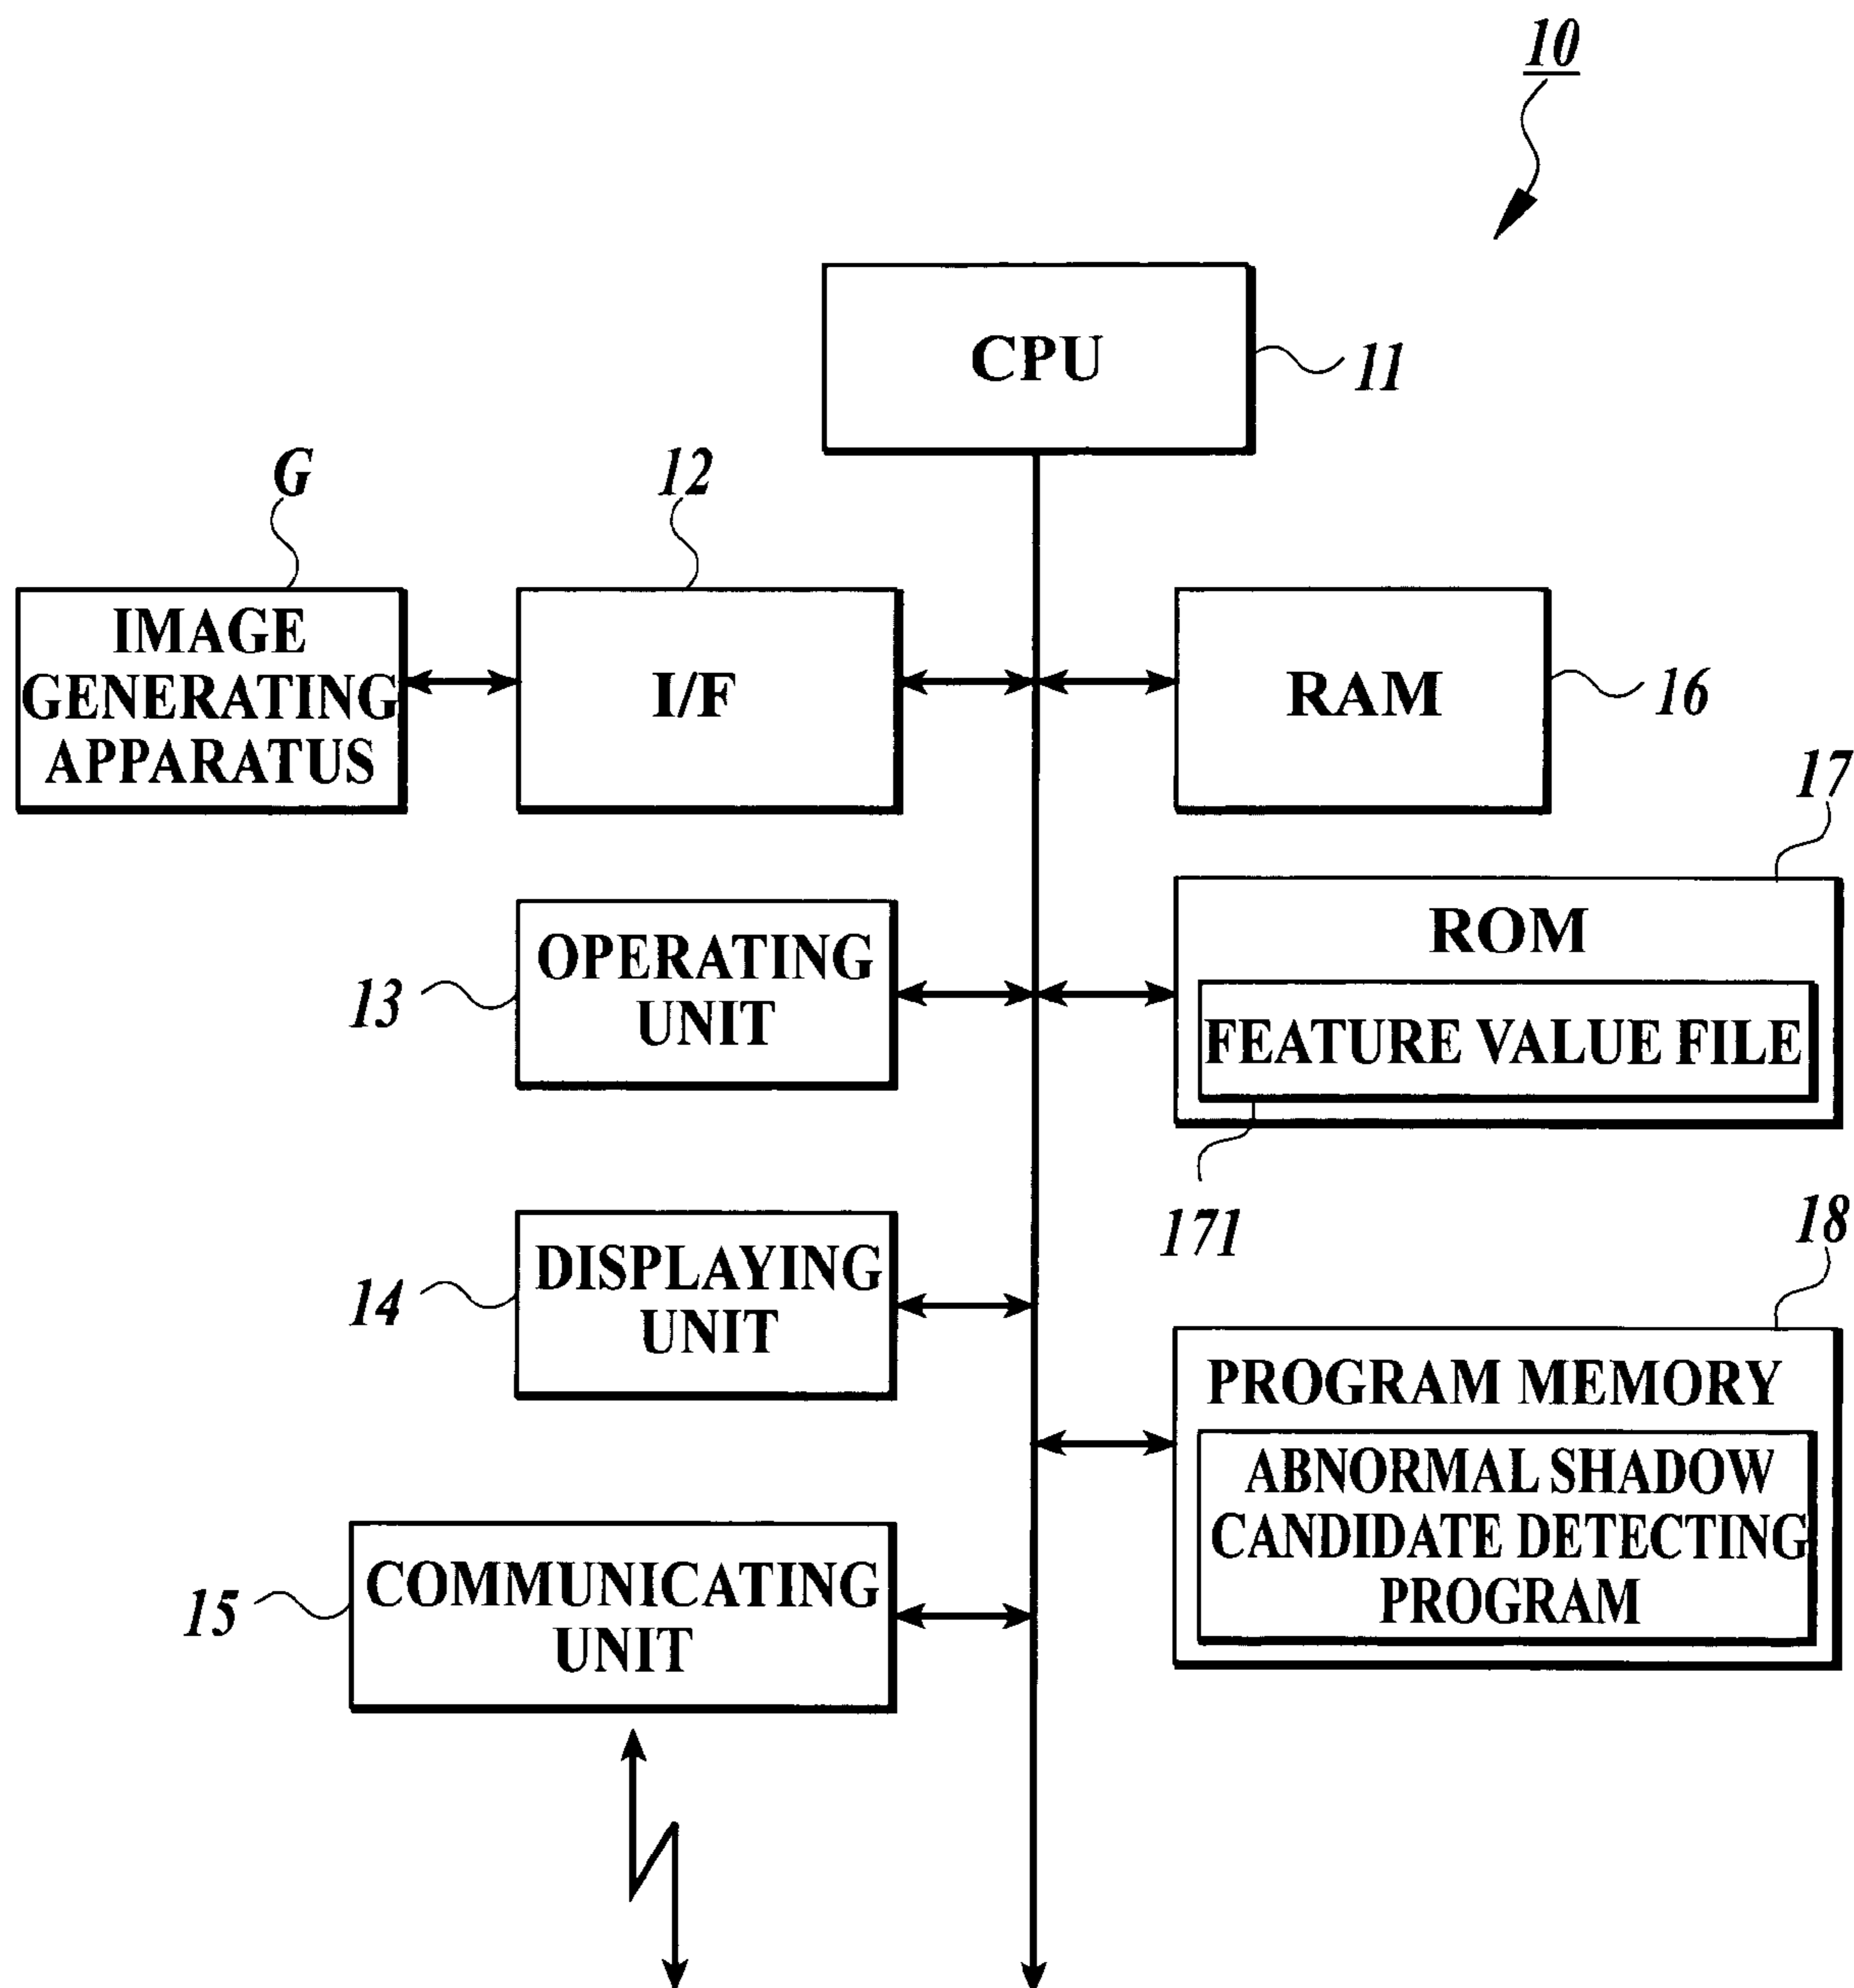 10
CPU
11
G
12
IMAGE
GENERATING
APPARATUS
I/F
RAM
16
17
OPERATING
UNIT
13
ROM
FEATURE VALUE FILE
171
DISPLAYING
UNIT
14
18
PROGRAM MEMORY
ABNORMAL SHADOW
CANDIDATE DETECTING
PROGRAM
COMMUNICATING
UNIT
15